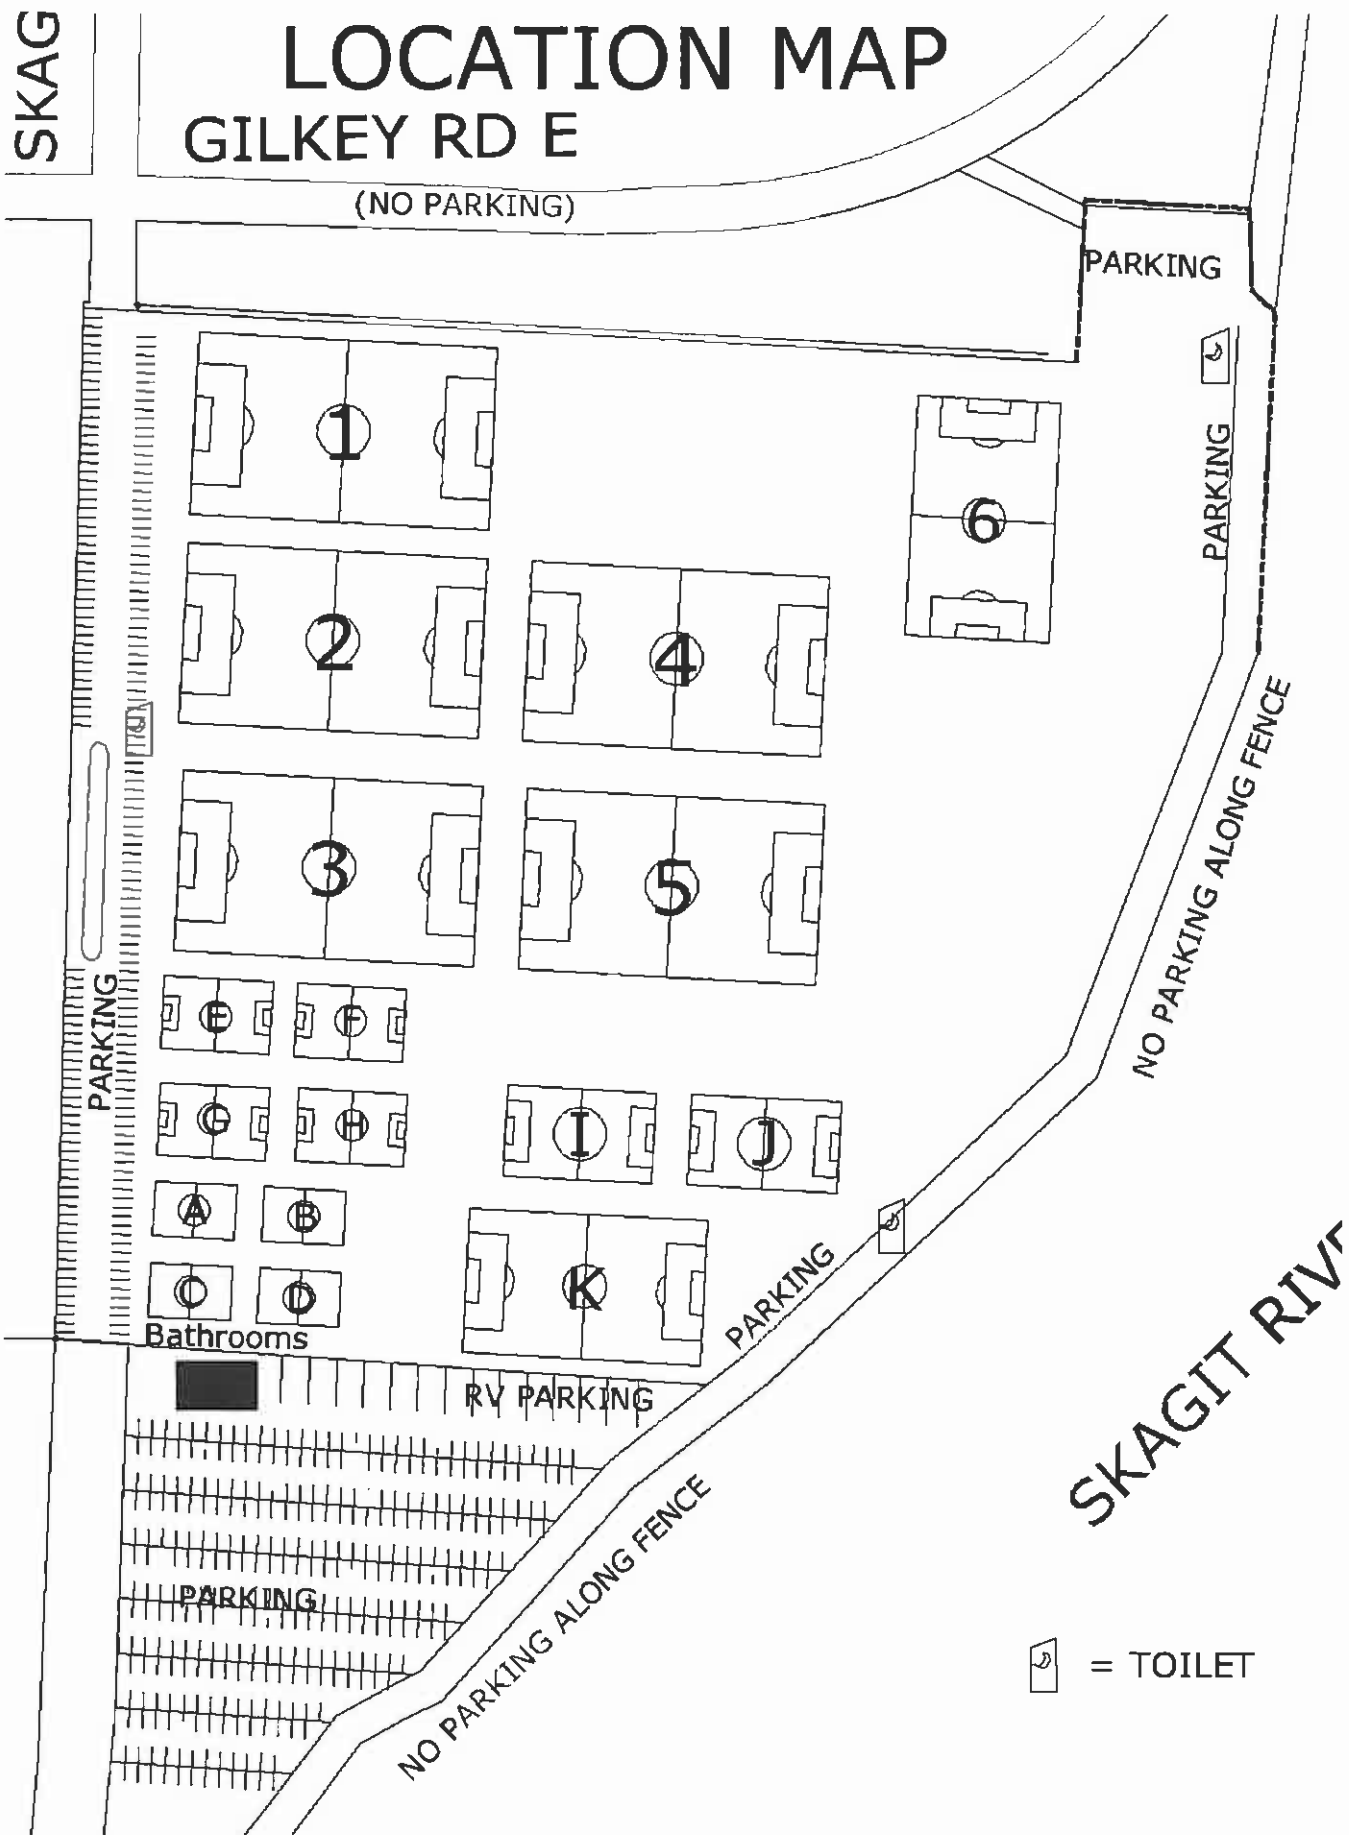 SKAG
LOCATION MAP
GILKEY RD E
(NO PARKING)
PARKING
1
PARKING
6
2
4
NO PARKING ALONG FENCE
3
5
PARKING
E
F
G
H
I
J
A
B
K
C
D
PARKING
Bathrooms
RV PARKING
SKAGIT RIVE
NO PARKING ALONG FENCE
PARKING
= TOILET